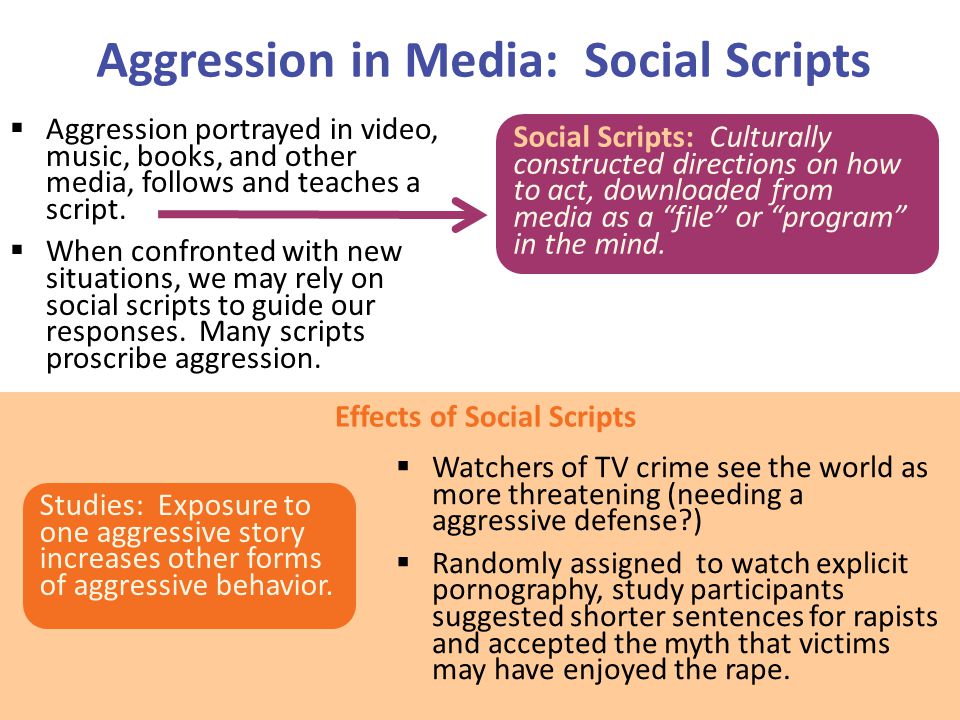 Aggression in Media:  Social Scripts
▪ Aggression portrayed in video,
music, books, and other
media, follows and teaches a
script.
▪ When confronted with new
situations, we may rely on
social scripts to guide our
responses.  Many scripts
proscribe aggression.
Social Scripts:  Culturally
constructed directions on how
to act, downloaded from
media as a “file” or “program”
in the mind.
Effects of Social Scripts
Studies:  Exposure to
one aggressive story
increases other forms
of aggressive behavior.
▪ Watchers of TV crime see the world as
more threatening (needing a
aggressive defense?)
▪ Randomly assigned  to watch explicit
pornography, study participants
suggested shorter sentences for rapists
and accepted the myth that victims
may have enjoyed the rape.